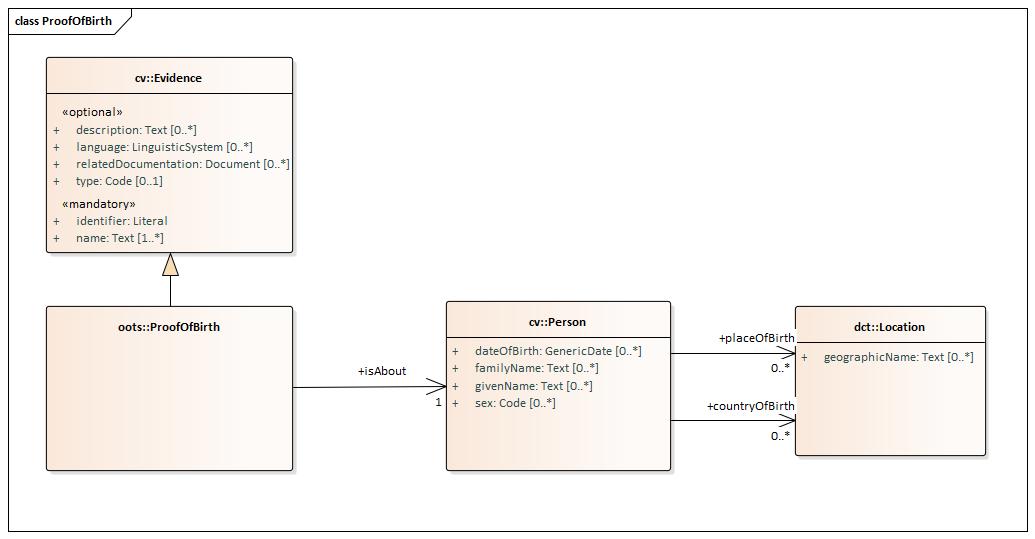 class ProofOfBirth
cv::Evidence
«optional»
+ description: Text [0..*]
+ language: LinguisticSystem [0..*]
+ relatedDocumentation: Document [0..*]
+ type: Code [0..1]
«mandatory»
+ identifier: Literal
+ name: Text [1..*]
oots::ProofOfBirth
+isAbout
1
cv::Person
+ dateOfBirth: GenericDate [0..*]
+ familyName: Text [0..*]
+ givenName: Text [0..*]
+ sex: Code [0..*]
+placeOfBirth
0..*
+countryOfBirth
0..*
dct::Location
+ geographicName: Text [0..*]